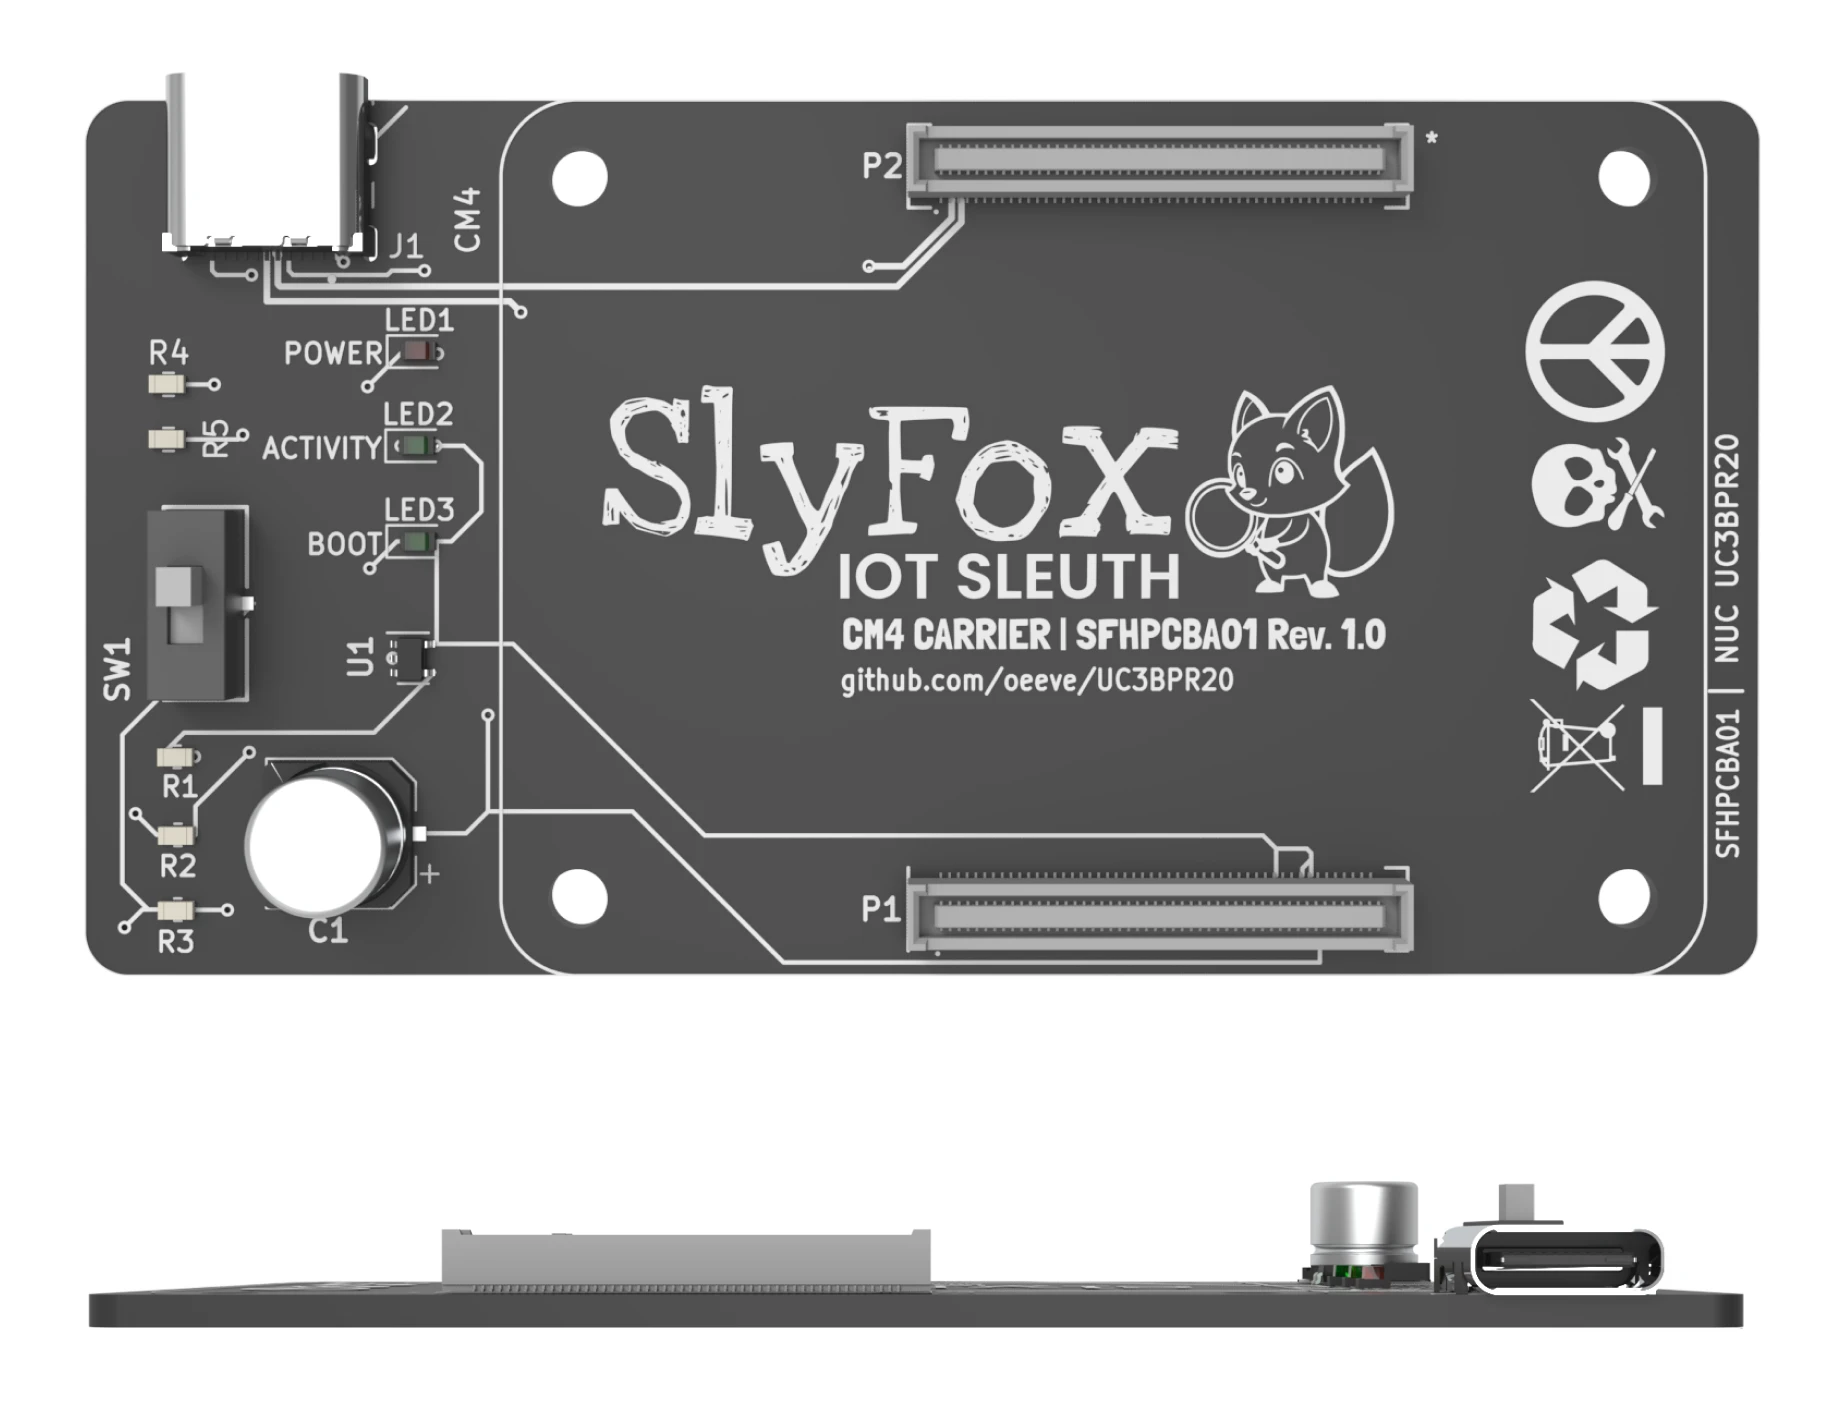 P2
*
J1
CM4
LED1
POWER
R4
LED2
R5
ACTIVITY
LED3
BOOT
SlyFox
IOT SLEUTH
CM4 CARRIER | SFHPCBA01 Rev. 1.0
github.com/oeeve/UC3BPR20
SW1
U1
R1
R2
R3
C1
+
P1
SFHPCBA01 | NUC UC3BPR20